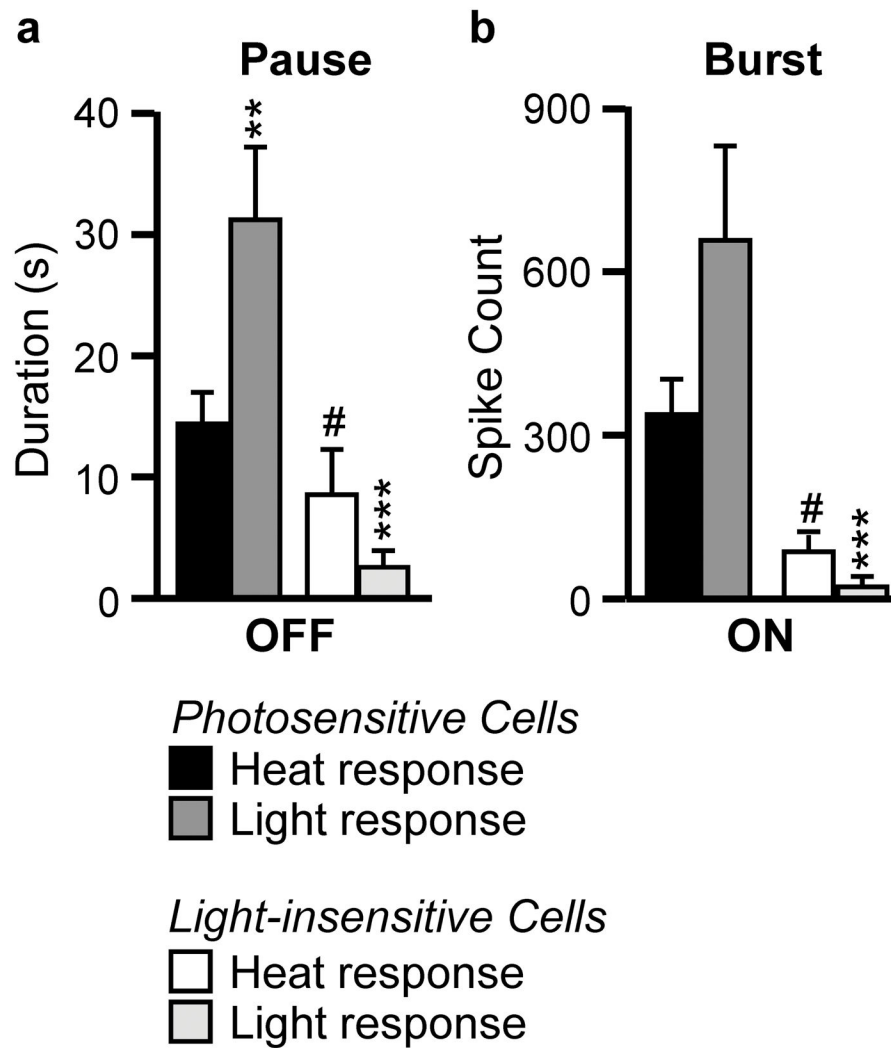 a
Pause
Duration (s)
40
30
20
10
0
**
#
***
OFF
b
Burst
Spike Count
900
600
300
0
#
***
ON
Photosensitive Cells
Heat response
Light response
Light-insensitive Cells
Heat response
Light response